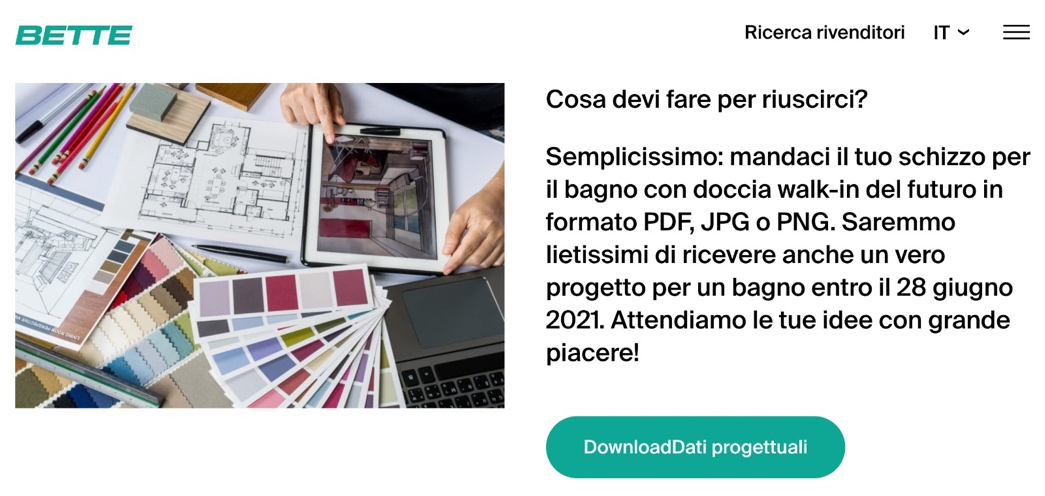 BETTE
Ricerca rivenditori
IT
Cosa devi fare per riuscirci?
Semplicissimo: mandaci il tuo schizzo per
il bagno con doccia walk-in del futuro in
formato PDF, JPG o PNG. Saremmo
lietissimi di ricevere anche un vero
progetto per un bagno entro il 28 giugno
2021. Attendiamo le tue idee con grande
piacere!
DownloadDati progettuali